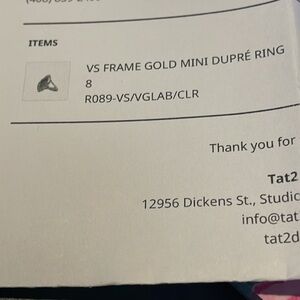 ITEMS
VS FRAME GOLD MINI DUPRÉ RING
8
R089-VS/VGLAB/CLR
Thank you for
Tat2
12956 Dickens St., Studio
info@tat
tat2d